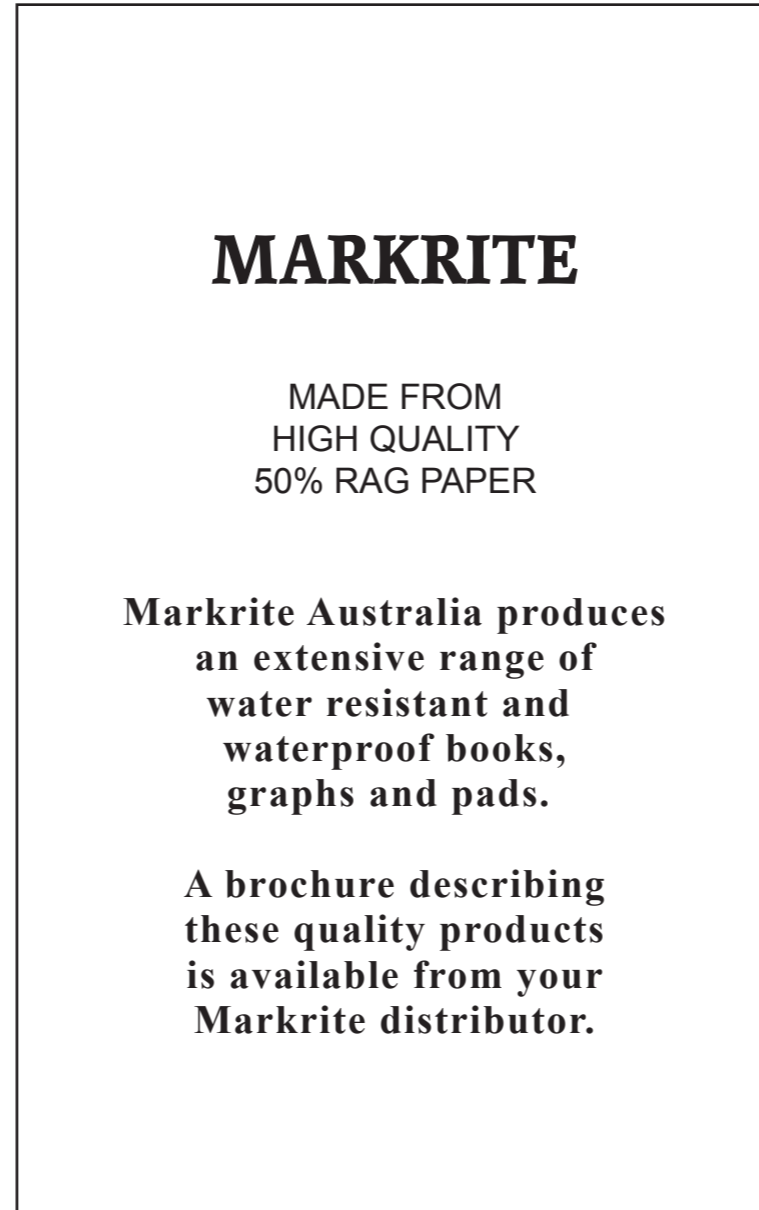 MARKRITE
MADE FROM
HIGH QUALITY
50% RAG PAPER
Markrite Australia produces
an extensive range of
water resistant and
waterproof books,
graphs and pads.
A brochure describing
these quality products
is available from your
Markrite distributor.